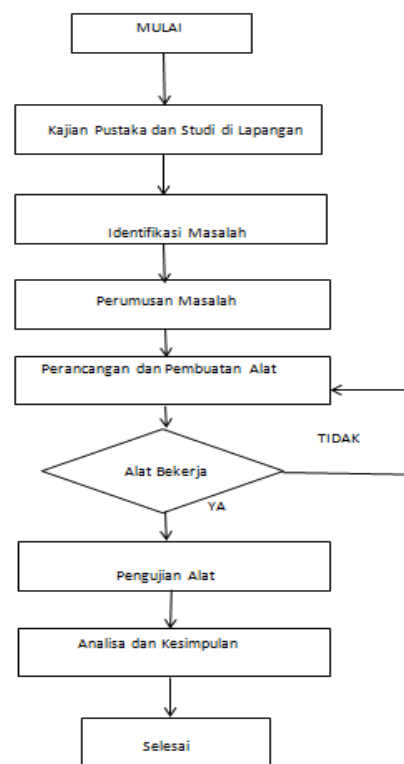 MULAI
Kajian Pustaka dan Studi di Lapangan
Identifikasi Masalah
Perumusan Masalah
Perancangan dan Pembuatan Alat
TIDAK
Alat Bekerja
YA
Pengujian Alat
Analisa dan Kesimpulan
Selesai